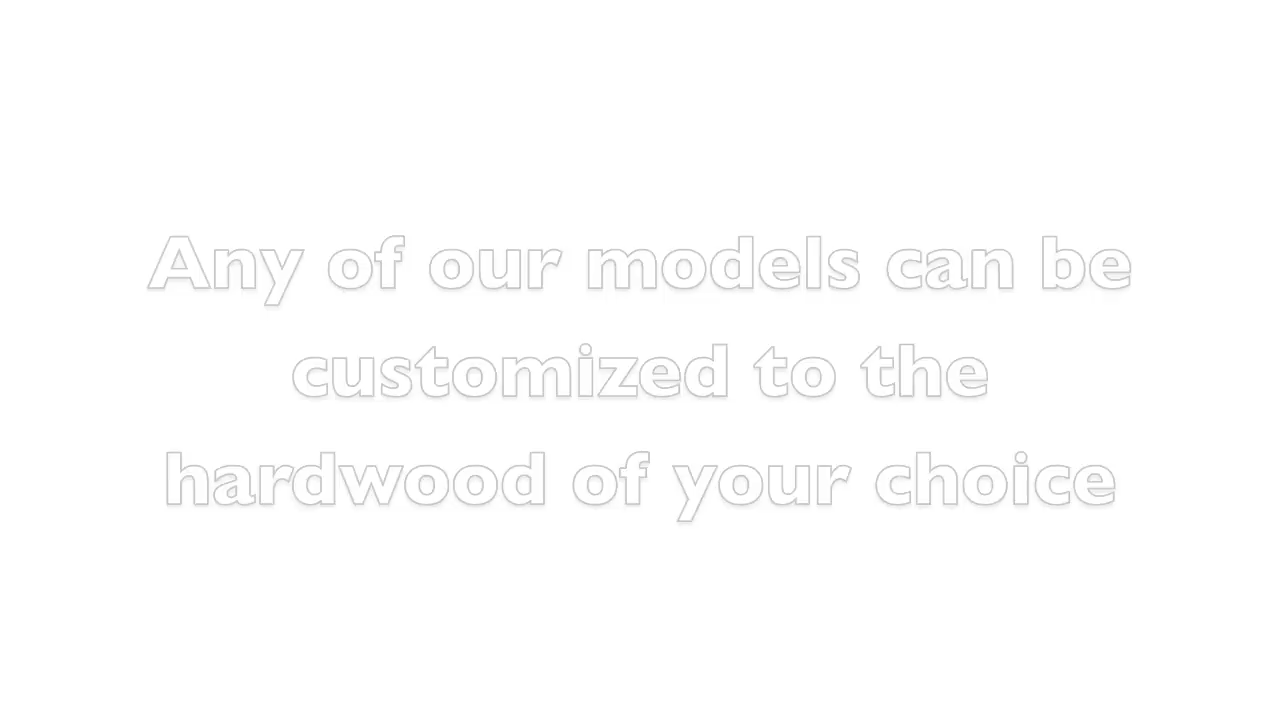 Any of our models can be
customized to the
hardwood of your choice